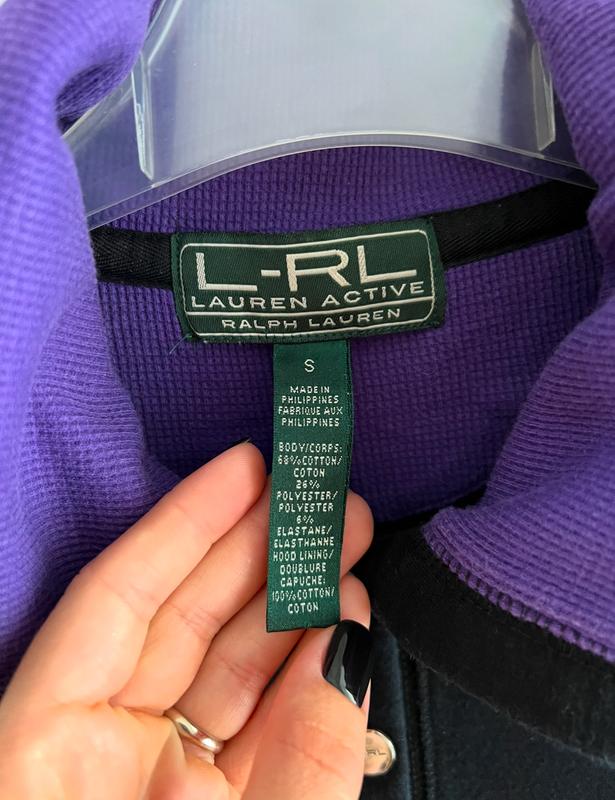 L-RL
LAUREN ACTIVE
RALPH LAUREN
S
MADE IN
PHILIPPINES
FABRIQUE AUX
PHILIPPINES
BODY/CORPS:
68%COTTON/
COTON
26%
POLYESTER/
POLYESTER
6%
ELASTANE/
ELASTHANNE
HOOD LINING/
DOUBLURE
CAPUCHE:
100%COTTON/
COTON
RL